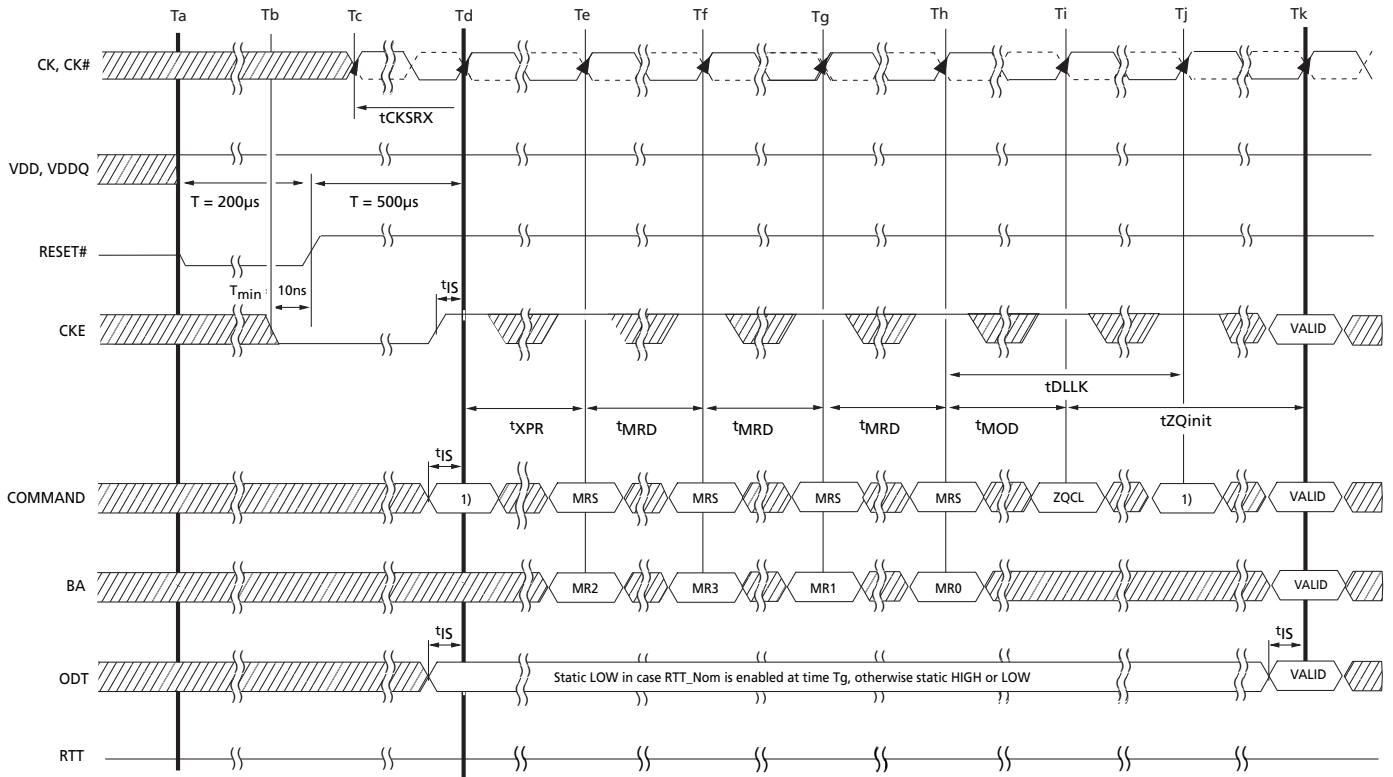 Ta Tb Tc Td Te Tf Tg Th Ti Tj Tk
CK, CK#
tCKSRX
VDD, VDDQ
T = 200µs T = 500µs
RESET#
Tmin 10ns tIS
CKE VALID
tDLLK
tXPR tMRD tMRD tMRD tMOD tZQinit
tIS
COMMAND 1) MRS MRS MRS MRS ZQCL 1) VALID
BA MR2 MR3 MR1 MR0 VALID
tIS tIS
ODT Static LOW in case RTT_Nom is enabled at time Tg, otherwise static HIGH or LOW VALID
RTT